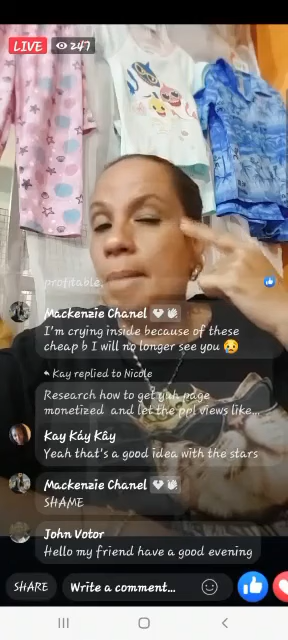 LIVE 247
profitable,
Mackenzie Chanel
I'm crying inside because of these
cheap b I will no longer see you
Kay replied to Nicole
Research how to get yuh page
monetized and let the ppl views like...
Kay Káy Kây
Yeah that's a good idea with the stars
Mackenzie Chanel
SHAME
John Votor
Hello my friend have a good evening
SHARE Write a comment...